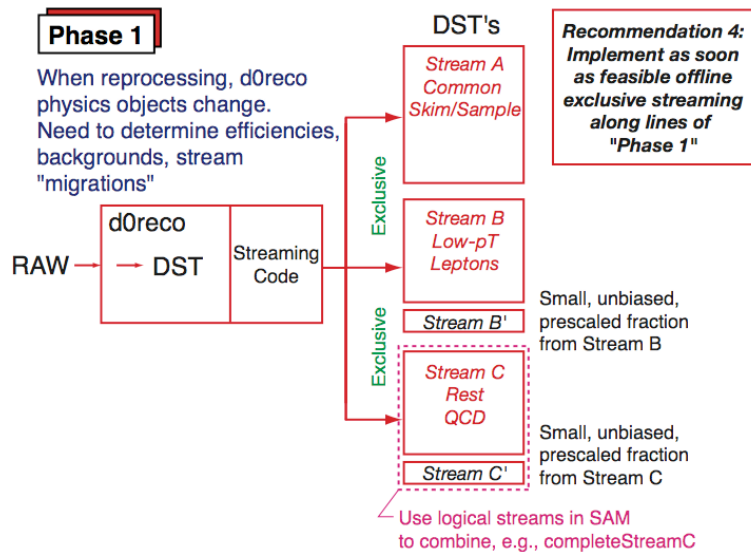 Phase 1
When reprocessing, d0reco
physics objects change.
Need to determine efficiencies,
backgrounds, stream
"migrations"
DST's
Recommendation 4:
Implement as soon
as feasible offline
exclusive streaming
along lines of
"Phase 1"
Stream A
Common
Skim/Sample
Exclusive
Stream B
Low-pT
Leptons
RAW
d0reco
DST
Streaming
Code
Stream B'
Small, unbiased,
prescaled fraction
from Stream B
Exclusive
Stream C
Rest
QCD
Stream C'
Small, unbiased,
prescaled fraction
from Stream C
Use logical streams in SAM
to combine, e.g., completeStreamC